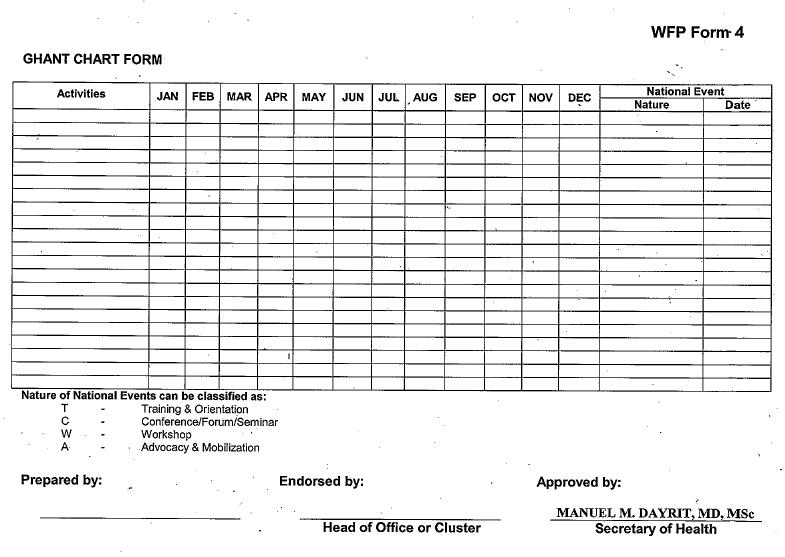 WFP Form 4
GHANT CHART FORM
Activities JAN FEB MAR APR MAY JUN JUL AUG SEP OCT NOV DEC National Event
Nature Date
Nature of National Events can be classified as:
T - Training & Orientation
C - Conference/Forum/Seminar
W - Workshop
A - Advocacy & Mobilization
Prepared by: Endorsed by: Approved by:
MANUEL M. DAYRIT, MD, MSc
Head of Office or Cluster Secretary of Health